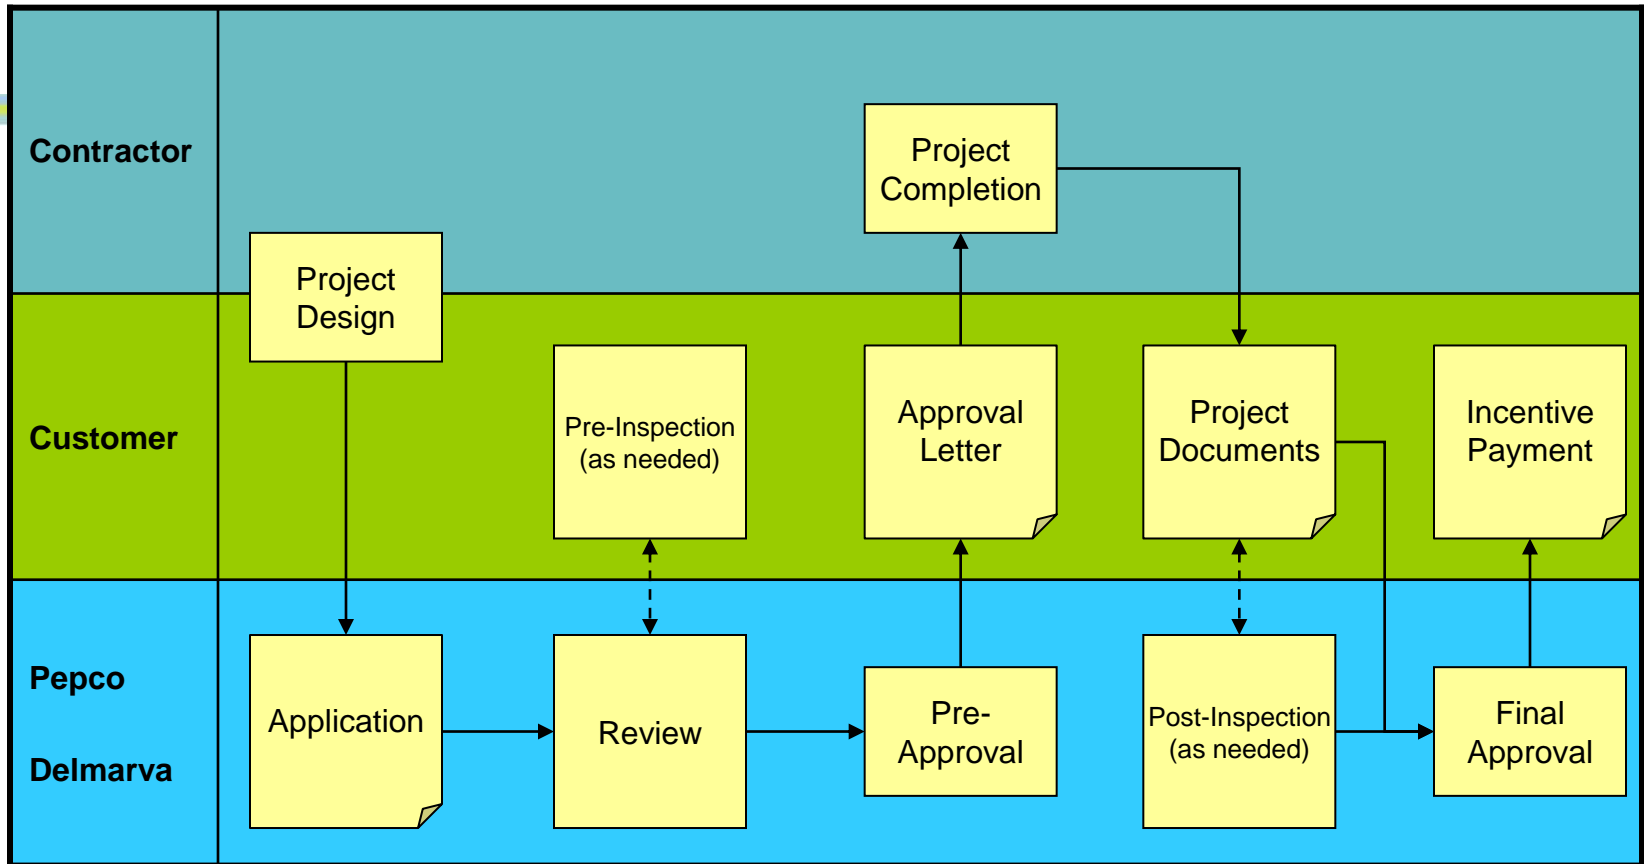 Contractor
Project
Completion
Project
Design
Customer
Pre-Inspection
(as needed)
Approval
Letter
Project
Documents
Incentive
Payment
Pepco
Delmarva
Application
Review
Pre-
Approval
Post-Inspection
(as needed)
Final
Approval